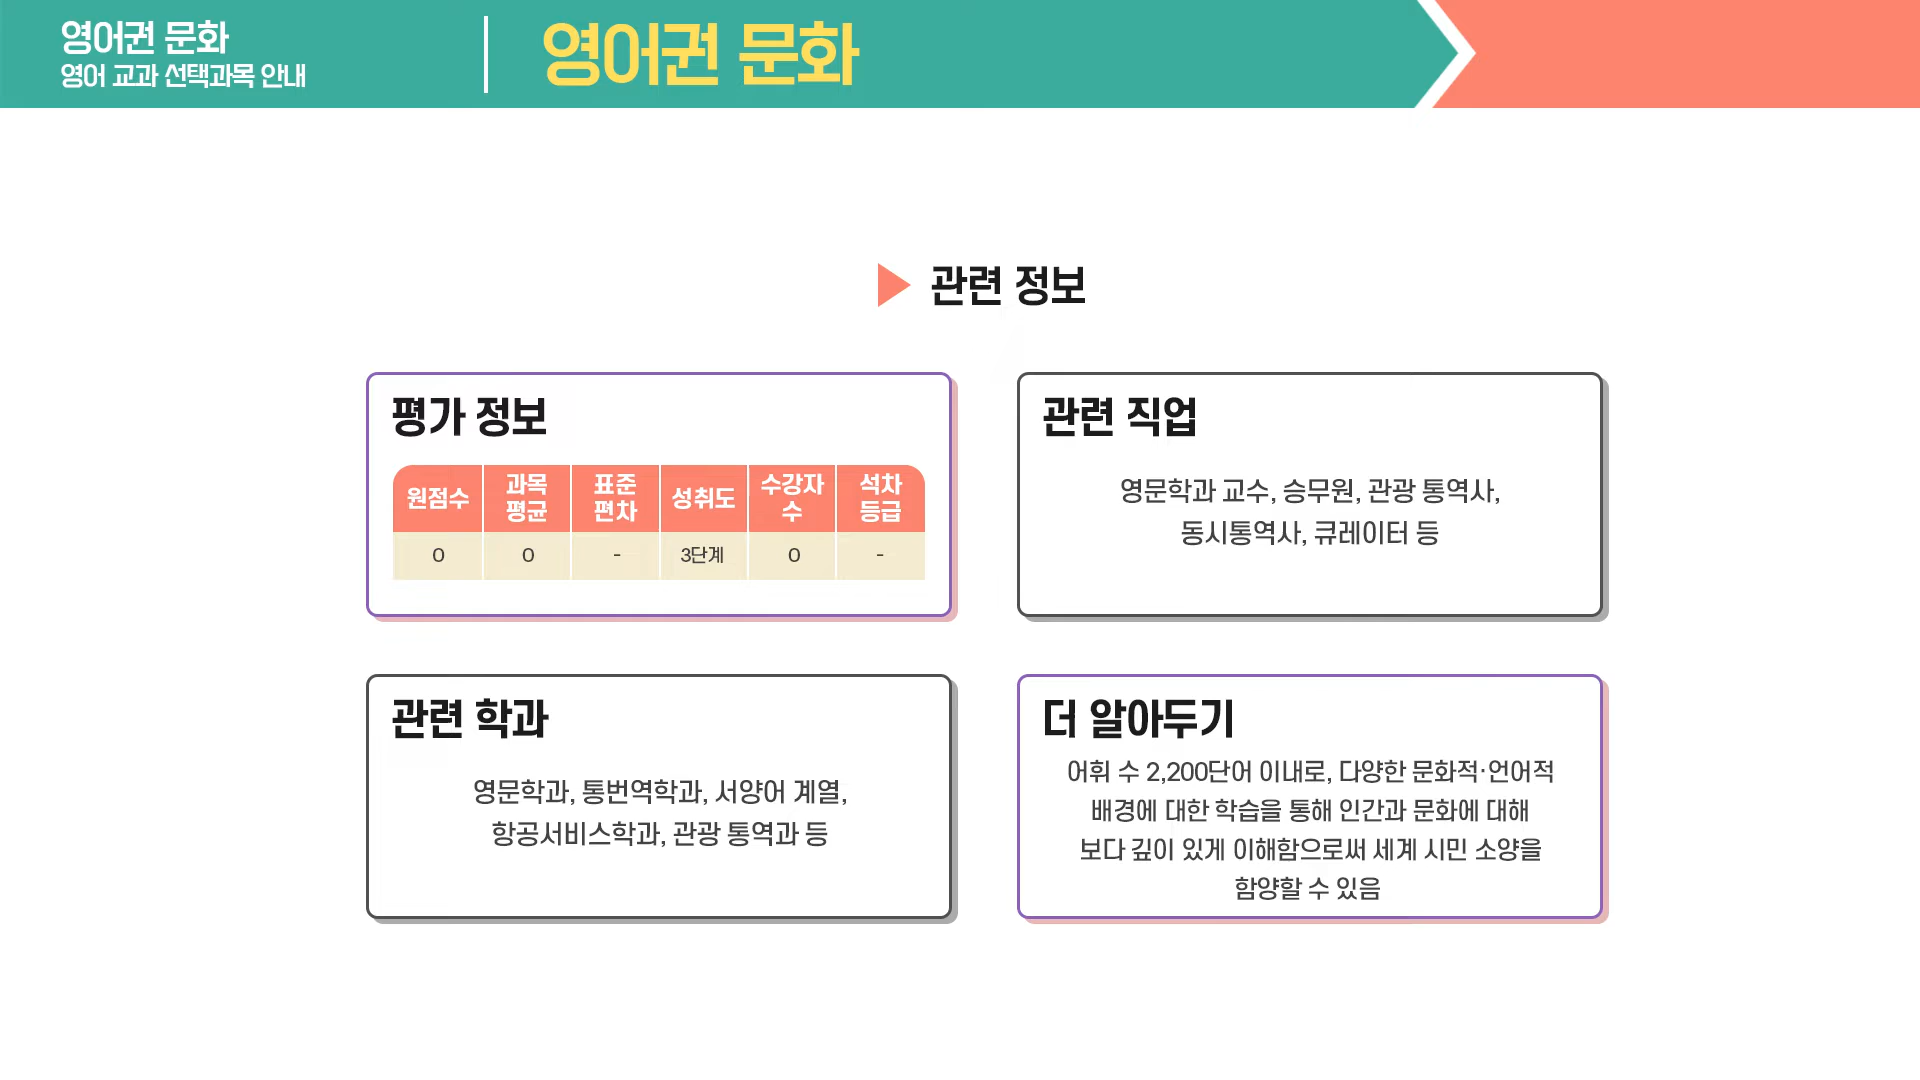 영어권 문화
영어 교과 선택과목 안내
영어권 문화
관련 정보
평가 정보
원점수 과목 평균 표준 편차 성취도 수강자 수 석차 등급
O O - 3단계 O -
관련 직업
영문학과 교수, 승무원, 관광 통역사,
동시통역사, 큐레이터 등
관련 학과
영문학과, 통번역학과, 서양어 계열,
항공서비스학과, 관광 통역과 등
더 알아두기
어휘 수 2,200단어 이내로, 다양한 문화적·언어적
배경에 대한 학습을 통해 인간과 문화에 대해
보다 깊이 있게 이해함으로써 세계 시민 소양을
함양할 수 있음